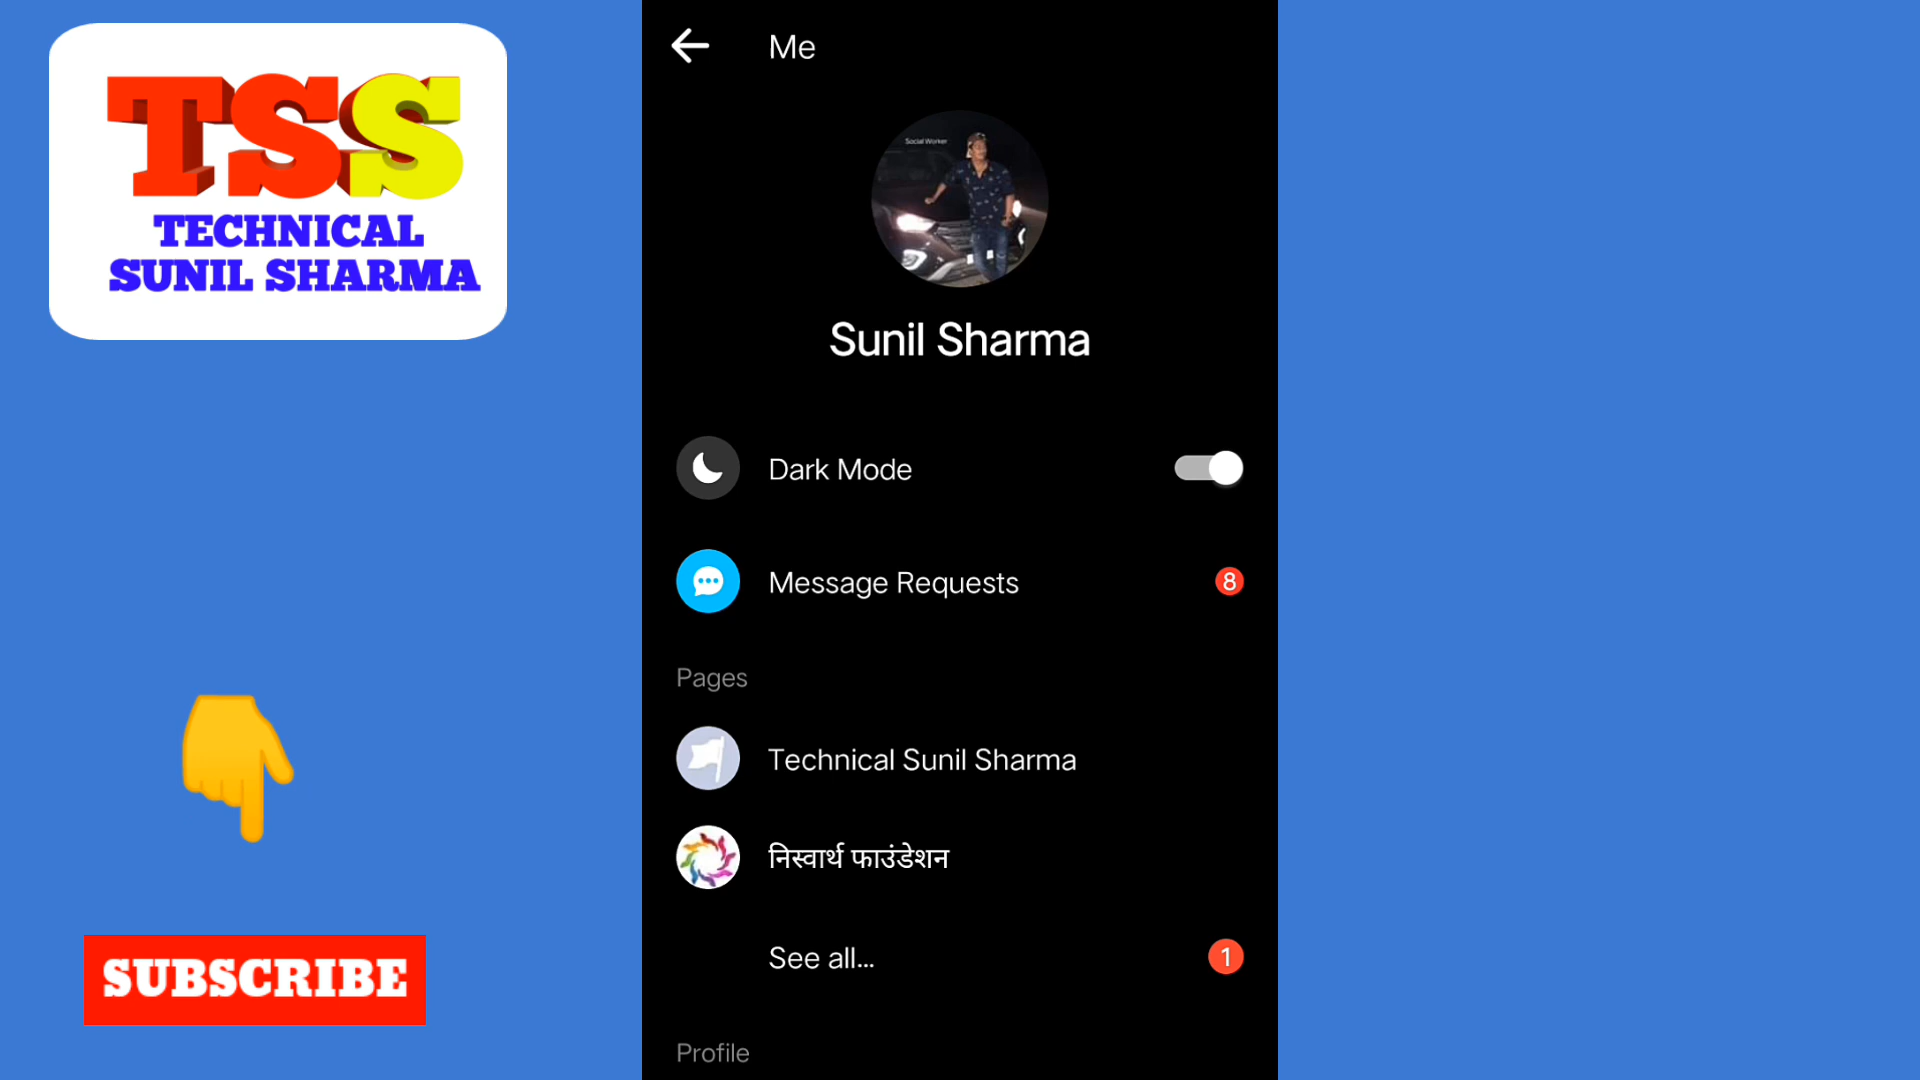 TSS
TECHNICAL
SUNIL SHARMA
SUBSCRIBE
Me
Social Worker
Sunil Sharma
Dark Mode
Message Requests 8
Pages
Technical Sunil Sharma
निस्वार्थ फाउंडेशन
See all... 1
Profile